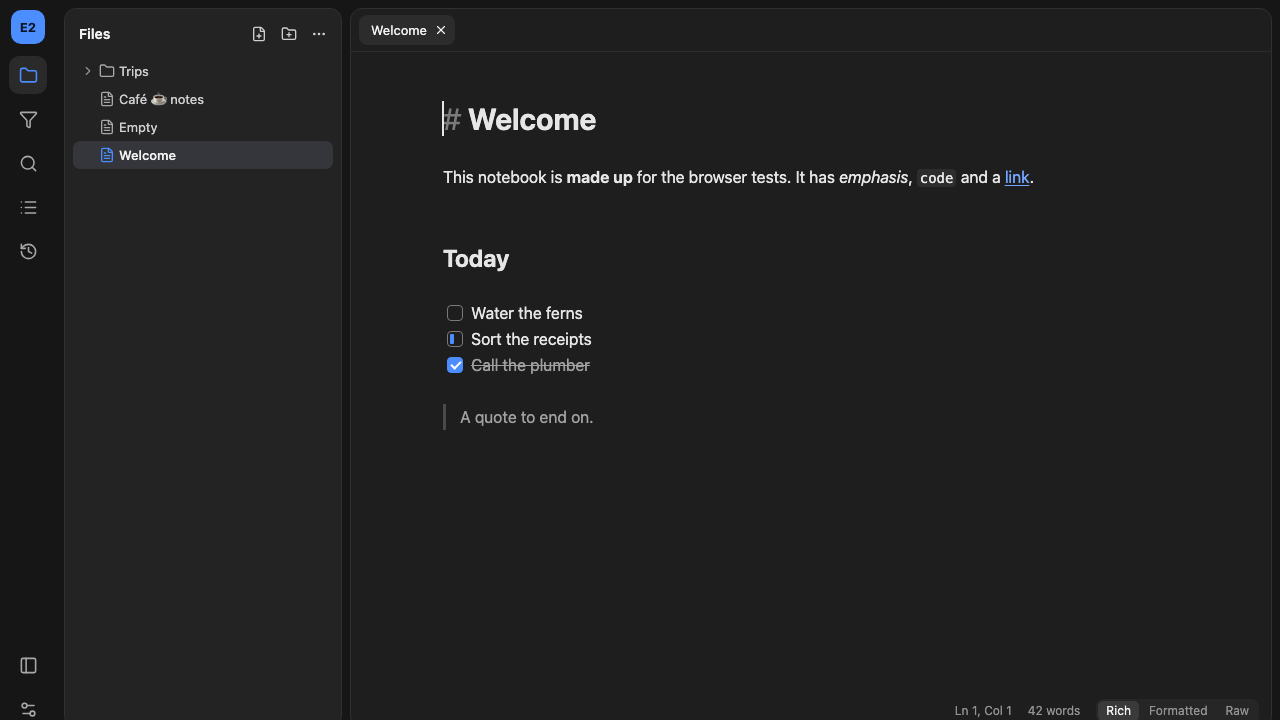 E2
Files
Trips
Café ☕ notes
Empty
Welcome
Welcome
# Welcome
This notebook is made up for the browser tests. It has emphasis, code and a link.
Today
Water the ferns
Sort the receipts
Call the plumber
A quote to end on.
Ln 1, Col 1 42 words Rich Formatted Raw